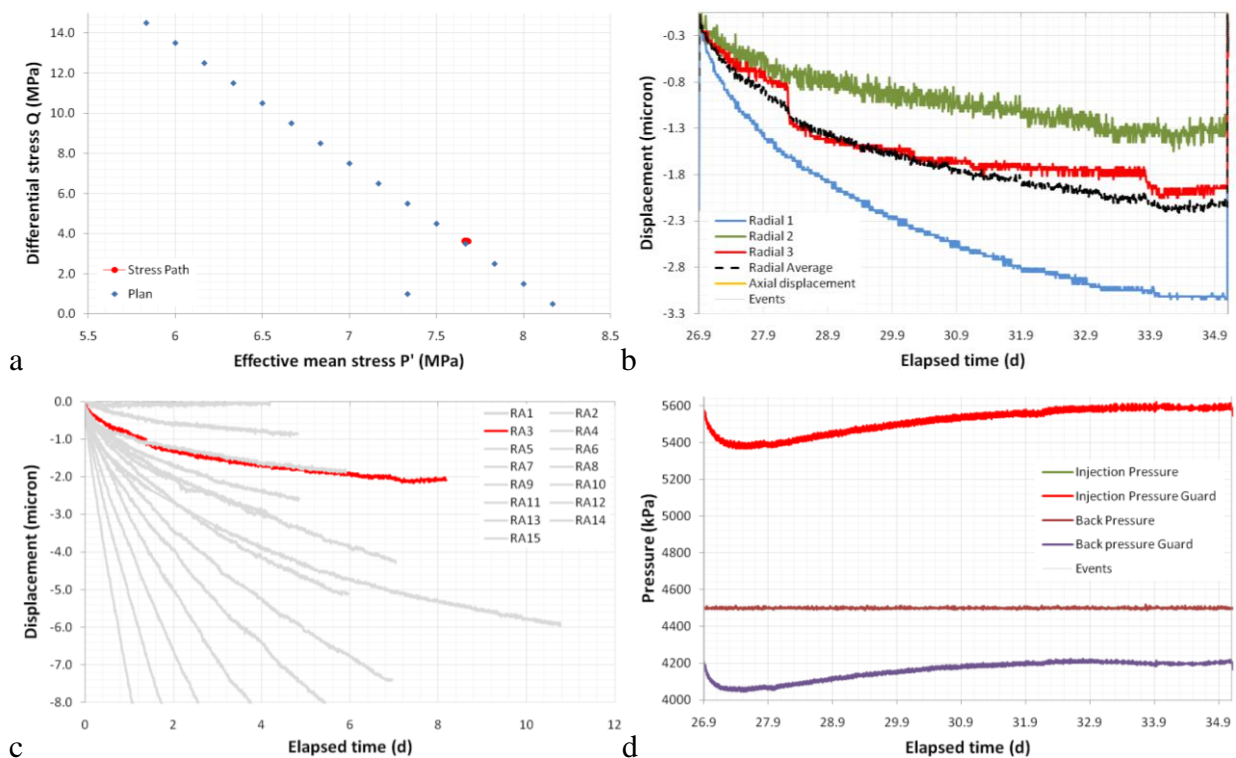 Differential stress Q (MPa)
14.0
12.0
10.0
8.0
6.0
4.0
2.0
0.0
Stress Path
Plan
5.5 6 6.5 7 7.5 8 8.5
Effective mean stress P' (MPa)
a
Displacement (micron)
-0.3
-0.8
-1.3
-1.8
-2.3
-2.8
-3.3
Radial 1
Radial 2
Radial 3
Radial Average
Axial displacement
Events
26.9 27.9 28.9 29.9 30.9 31.9 32.9 33.9 34.9
Elapsed time (d)
b
Displacement (micron)
0.0
-1.0
-2.0
-3.0
-4.0
-5.0
-6.0
-7.0
-8.0
RA1 RA2
RA3 RA4
RA5 RA6
RA7 RA8
RA9 RA10
RA11 RA12
RA13 RA14
RA15
0 2 4 6 8 10 12
Elapsed time (d)
c
Pressure (kPa)
5600
5400
5200
5000
4800
4600
4400
4200
4000
Injection Pressure
Injection Pressure Guard
Back Pressure
Back pressure Guard
Events
26.9 27.9 28.9 29.9 30.9 31.9 32.9 33.9 34.9
Elapsed time (d)
d